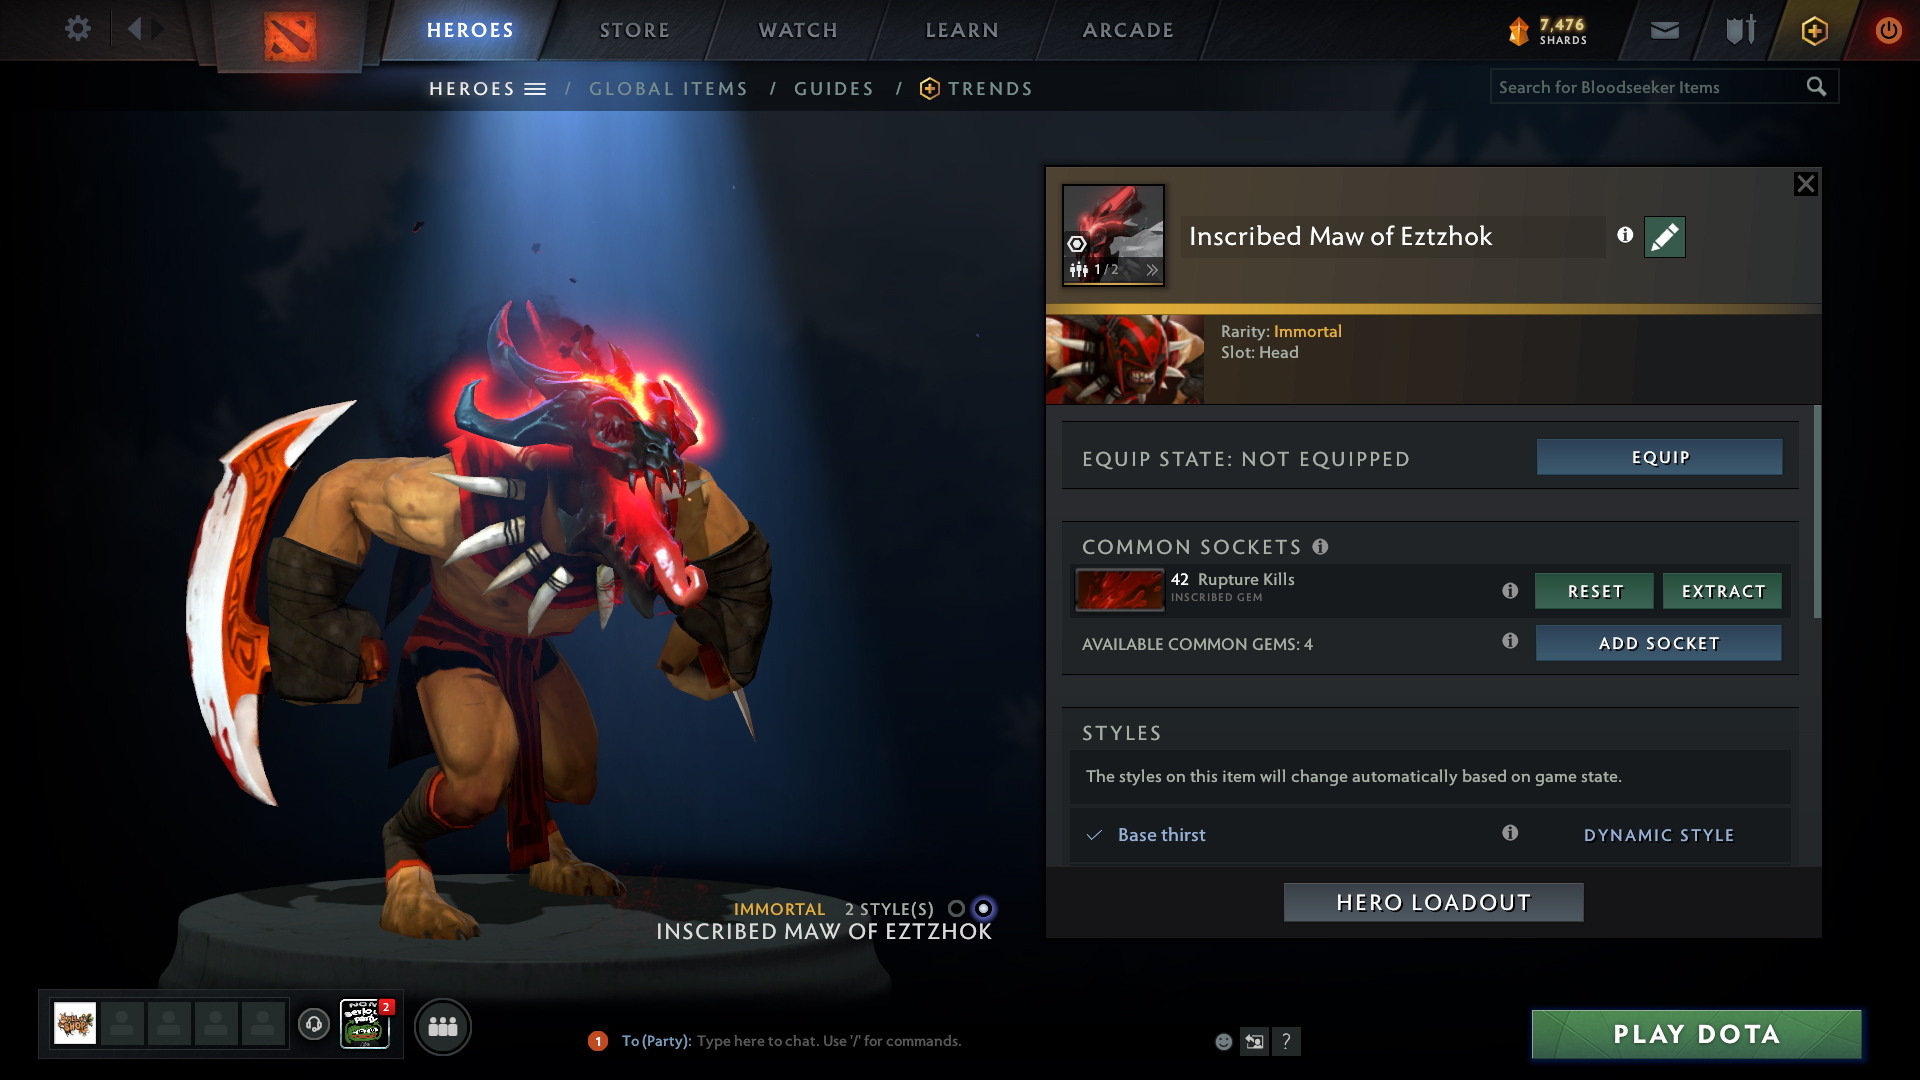 HEROES
STORE
WATCH
LEARN
ARCADE
7,476
SHARDS
HEROES / GLOBAL ITEMS / GUIDES / TRENDS
Search for Bloodseeker Items
Inscribed Maw of Eztzhok
1/2
Rarity: Immortal
Slot: Head
EQUIP STATE: NOT EQUIPPED
EQUIP
COMMON SOCKETS
42 Rupture Kills
INSCRIBED GEM
RESET
EXTRACT
AVAILABLE COMMON GEMS: 4
ADD SOCKET
STYLES
The styles on this item will change automatically based on game state.
Base thirst
DYNAMIC STYLE
HERO LOADOUT
IMMORTAL 2 STYLE(S)
INSCRIBED MAW OF EZTZHOK
2
1
To (Party): Type here to chat. Use '/' for commands.
?
PLAY DOTA